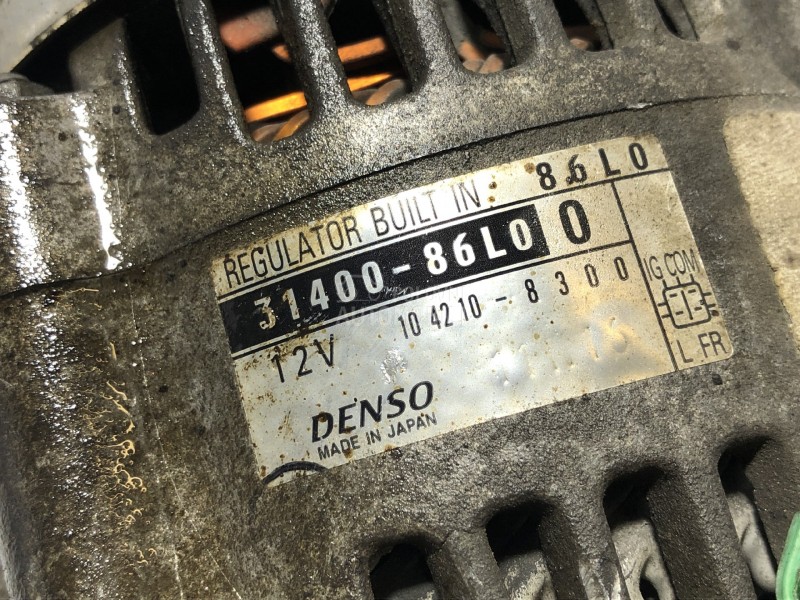 86L0
REGULATOR BUILT IN
31400-86L0 0
IG COM
12V 104210-8300
L FR
DENSO
MADE IN JAPAN